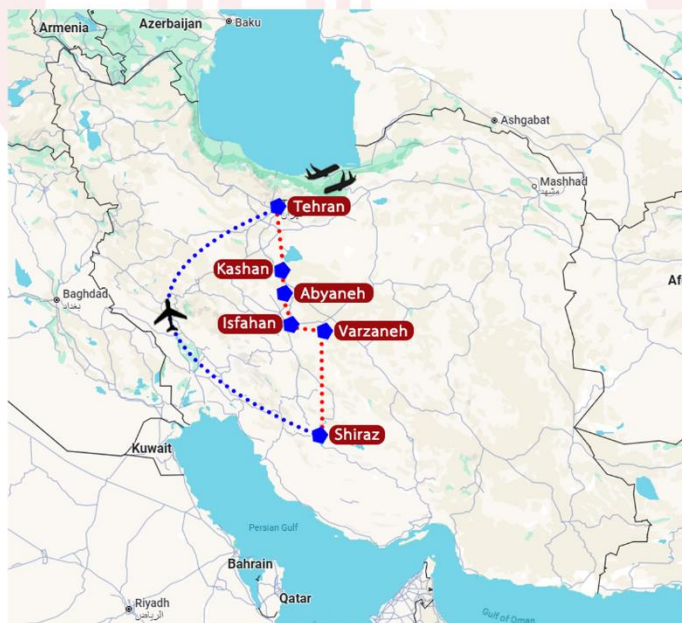 Armenia
Azerbaijan
Baku
Ashgabat
Mashhad
مشهد
Tehran
Kashan
Abyaneh
Isfahan
Varzaneh
Baghdad
بغداد
Af
Shiraz
Kuwait
Persian Gulf
Bahrain
Qatar
Riyadh
الرياض
Gulf of Oman